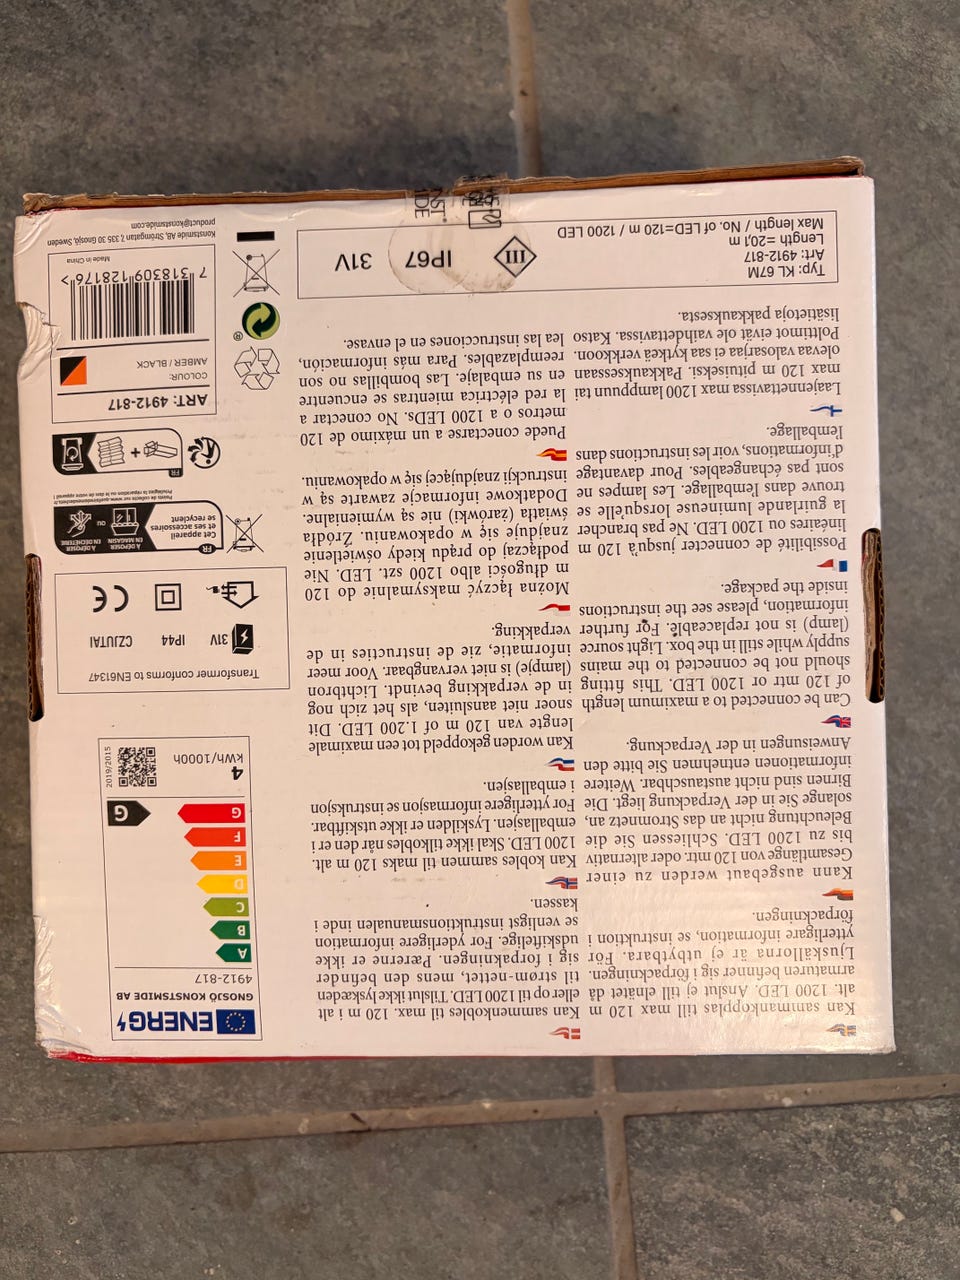 Kan sammankopplas till max 120 m
alt. 1200 LED. Anslut ej till elnätet då
armaturen befinner sig i förpackningen.
Ljuskällorna är ej utbytbara. För
ytterligare information, se instruktion i
förpackningen.
Kann ausgebaut werden zu einer
Gesamtlänge von 120 mtr. oder alternativ
bis zu 1200 LED. Schliessen Sie die
Beleuchtung nicht an das Stromnetz an,
solange Sie in der Verpackung liegt. Die
Birnen sind nicht austauschbar. Weitere
informationen entnehmen Sie bitte den
Anweisungen in der Verpackung.
Can be connected to a maximum length
of 120 mtr or 1200 LED. This fitting
should not be connected to the mains
supply while still in the box. Light source
(lamp) is not replaceable. For further
information, please see the instructions
inside the package.
Possibilité de connecter jusqu'à 120 m
linéaires ou 1200 LED. Ne pas brancher
la guirlande lumineuse lorsqu'elle se
trouve dans l'emballage. Les lampes ne
sont pas échangeables. Pour davantage
d'informations, voir les instructions dans
l'emballage.
Laajennettavissa max 1200 lamppuun tai
max 120 m pituiseksi. Pakkauksessaan
olevaa valosarjaa ei saa kytkeä verkkoon.
Polttimot eivät ole vaihdettavissa. Katso
lisätietoja pakkauksesta.
Kan sammenkobles til max. 120 m i alt
eller op til 1200 LED. Tilslut ikke lyskæden
til strøm-nettet, mens den befinder
sig i forpakningen. Pærerne er ikke
udskiftelige. For yderligere information
se venligst instruktionsmanualen inde i
kassen.
Kan kobles sammen til maks 120 m alt.
1200 LED. Skal ikke tilkobles når den er i
emballasjen. Lyskilden er ikke utskiftbar.
For ytterligere informasjon se instruksjon
i emballasjen.
Kan worden gekoppeld tot een maximale
lengte van 120 m of 1.200 LED. Dit
snoer niet aansluiten, als het zich nog
in de verpakking bevindt. Lichtbron
(lampje) is niet vervangbaar. Voor meer
informatie, zie de instructies in de
verpakking.
Można łączyć maksymalnie do 120
m długości albo 1200 szt. LED. Nie
podłączaj do prądu kiedy oświetlenie
znajduje się w opakowaniu. Źródła
światła (żarówki) nie są wymienialne.
Dodatkowe informacje zawarte są w
instrukcji znajdującej się w opakowaniu.
Puede conectarse a un máximo de 120
metros o a 1200 LEDs. No conectar a
la red eléctrica mientras se encuentre
en su embalaje. Las bombillas no son
reemplazables. Para más información,
lea las instrucciones en el envase.
Typ: KL 67M
Art: 4912-817
Length =20,1 m
Max length / No. of LED=120 m / 1200 LED
III
IP67
31V
ENERG
GNOSJÖ KONSTSMIDE AB
4912-817
A
B
C
D
E
F
G
G
4
kWh/1000h
2019/2015
Transformer conforms to EN61347
31V
IP44
CZJUTAI
CE
FR
Cet appareil
et ses accessoires
se recyclent
À DÉPOSER
EN MAGASIN
OU
À DÉPOSER
EN DÉCHÈTERIE
FR
+
ART: 4912-817
COLOUR:
AMBER / BLACK
7 318309 128176 >
Made in China
Konstsmide AB, Strömgatan 7, 335 30 Gnosjö, Sweden
product@konstsmide.com
®